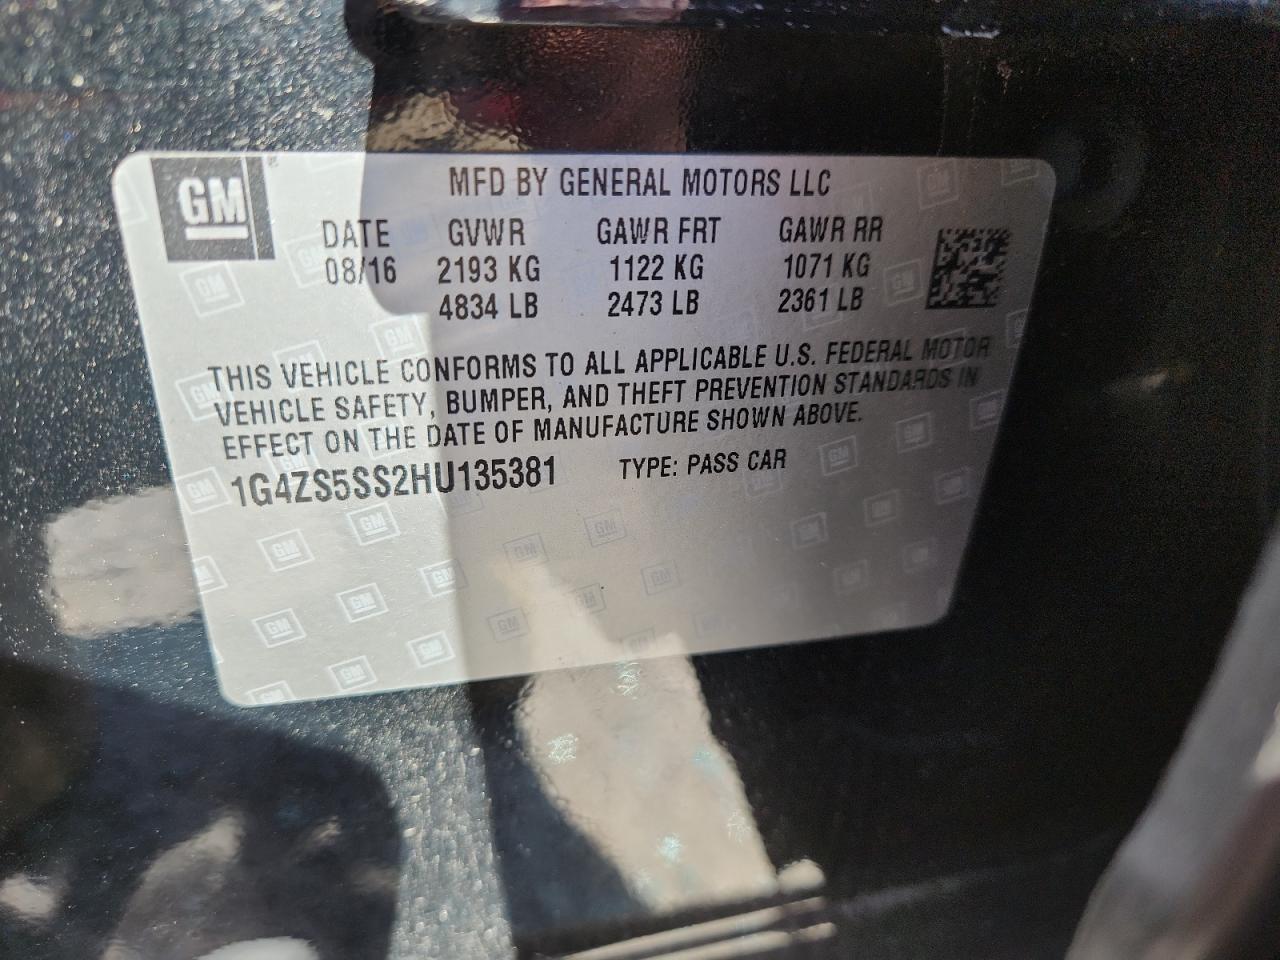 GM
MFD BY GENERAL MOTORS LLC
DATE GVWR GAWR FRT GAWR RR
08/16 2193 KG 1122 KG 1071 KG
4834 LB 2473 LB 2361 LB
THIS VEHICLE CONFORMS TO ALL APPLICABLE U.S. FEDERAL MOTOR
VEHICLE SAFETY, BUMPER, AND THEFT PREVENTION STANDARDS IN
EFFECT ON THE DATE OF MANUFACTURE SHOWN ABOVE.
1G4ZS5SS2HU135381 TYPE: PASS CAR